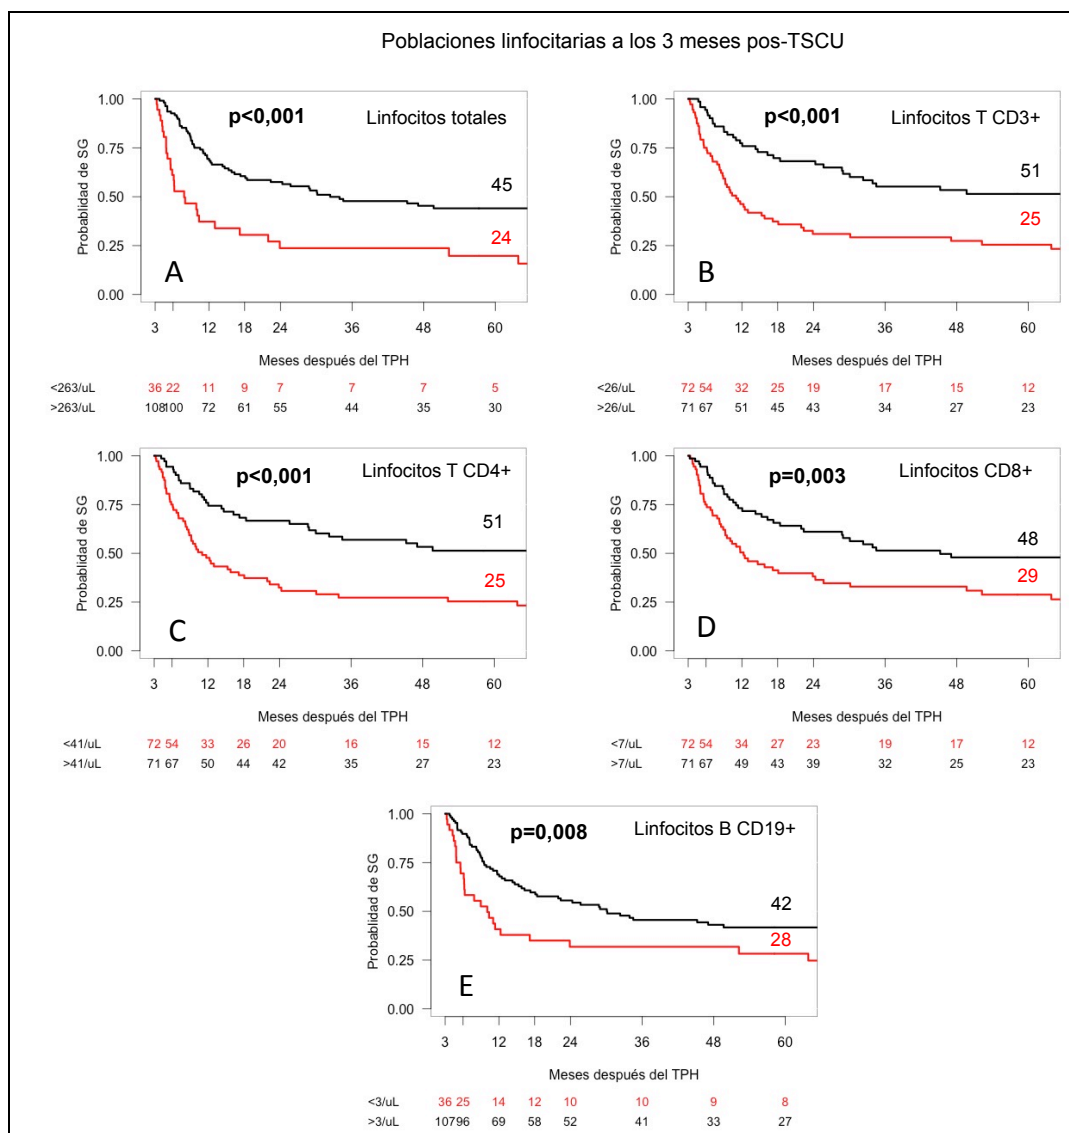 Poblaciones linfocitarias a los 3 meses pos-TSCU
Probablidad de SG
1.00
0.75
0.50
0.25
0.00
p<0,001
Linfocitos totales
45
24
A
3 6 12 18 24 36 48 60
Meses después del TPH
<263/uL 36 22 11 9 7 7 7 5
>263/uL 108100 72 61 55 44 35 30
Probablidad de SG
1.00
0.75
0.50
0.25
0.00
p<0,001
Linfocitos T CD3+
51
25
B
3 6 12 18 24 36 48 60
Meses después del TPH
<26/uL 72 54 32 25 19 17 15 12
>26/uL 71 67 51 45 43 34 27 23
Probablidad de SG
1.00
0.75
0.50
0.25
0.00
p<0,001
Linfocitos T CD4+
51
25
C
3 6 12 18 24 36 48 60
Meses después del TPH
<41/uL 72 54 33 26 20 16 15 12
>41/uL 71 67 50 44 42 35 27 23
Probablidad de SG
1.00
0.75
0.50
0.25
0.00
p=0,003
Linfocitos CD8+
48
29
D
3 6 12 18 24 36 48 60
Meses después del TPH
<7/uL 72 54 34 27 23 19 17 12
>7/uL 71 67 49 43 39 32 25 23
Probablidad de SG
1.00
0.75
0.50
0.25
0.00
p=0,008
Linfocitos B CD19+
42
28
E
3 6 12 18 24 36 48 60
Meses después del TPH
<3/uL 36 25 14 12 10 10 9 8
>3/uL 10796 69 58 52 41 33 27